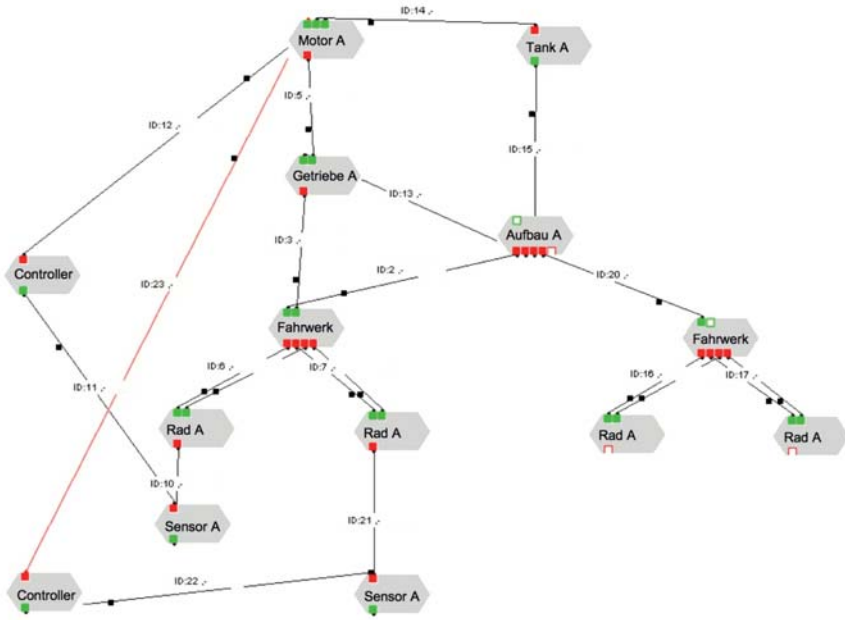 ID:14
Motor A
Tank A
ID:5
ID:12
ID:15
Getriebe A
ID:13
Aufbau A
ID:3
ID:2
ID:20
Controller
ID:23
Fahrwerk
Fahrwerk
ID:6
ID:7
ID:16
ID:17
ID:11
Rad A
Rad A
Rad A
Rad A
ID:10
Sensor A
ID:21
ID:22
Controller
Sensor A